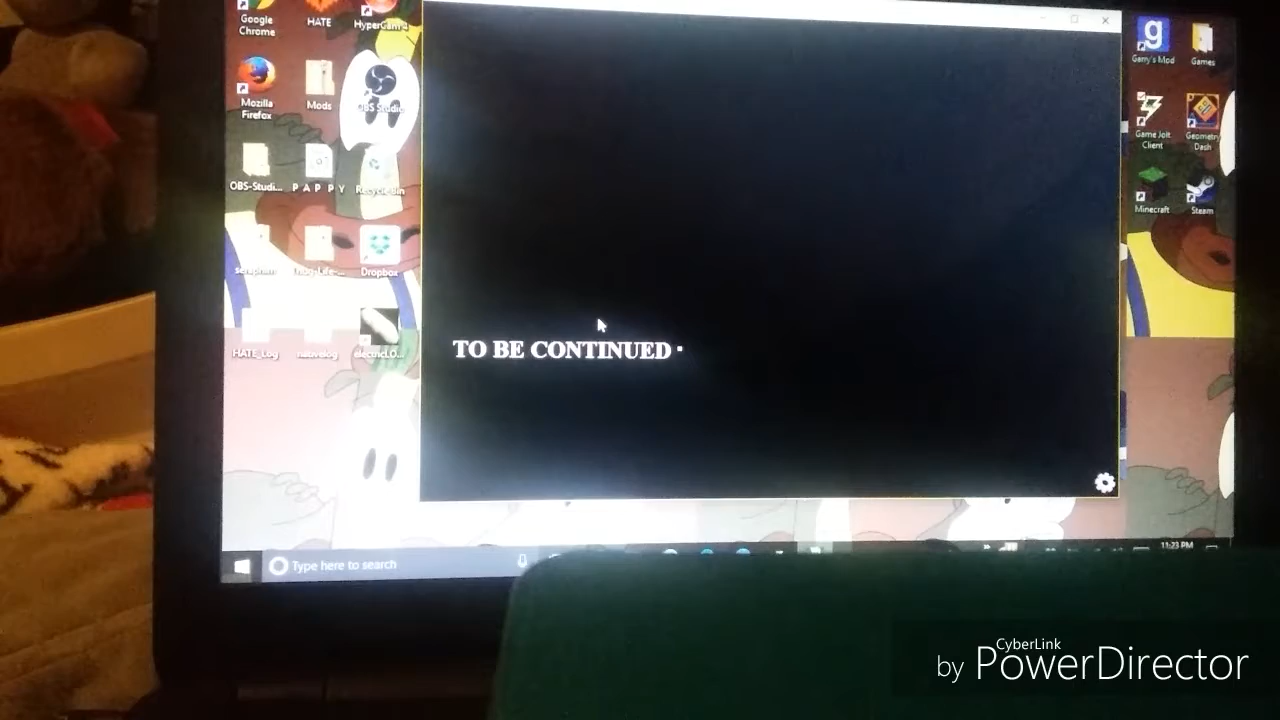 Google
Chrome
HATE
HyperCam
Mozilla
Firefox
Mods
OBS Studio
OBS-Studi...
P A P P Y
Recycle Bin
Dropbox
HATE_Log
TO BE CONTINUED
Garry's Mod
Games
Game Jolt
Client
Geometry
Dash
Minecraft
Steam
Type here to search
11:23 PM
CyberLink
by PowerDirector